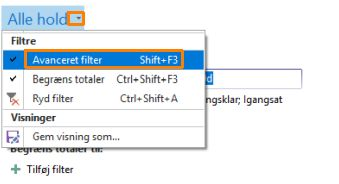 Alle hold
Filtre
Avanceret filter Shift+F3
Begræns totaler Ctrl+Shift+F3
Ryd filter Ctrl+Shift+A
ngsklar; Igangsat
Visninger
Gem visning som...
Begræns totaler til:
Tilføj filter